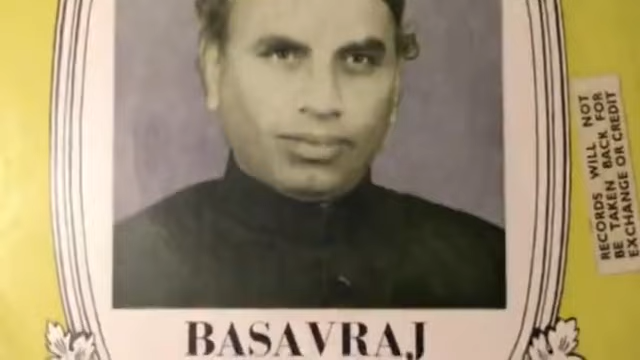 BASAVRAJ
RECORDS WILL NOT
BE TAKEN BACK FOR
EXCHANGE OR CREDIT